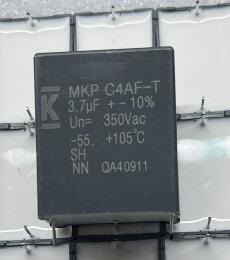 K
MKP C4AF-T
3.7µF +-10%
Un= 350Vac
-55.. +105°C
SH
NN QA40911